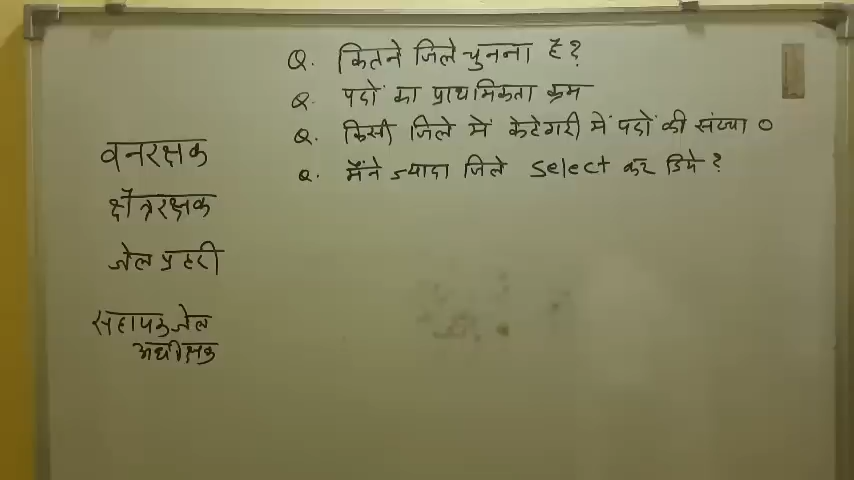 Q. कितने जिले चुनना है?
Q. पदों का प्राथमिकता क्रम
Q. किसी जिले में केटेगरी में पदों की संख्या 0
Q. मैंने ज्यादा जिले select कर दिये?
वनरक्षक
क्षेत्ररक्षक
जेल प्रहरी
सहायक जेल
अधीक्षक